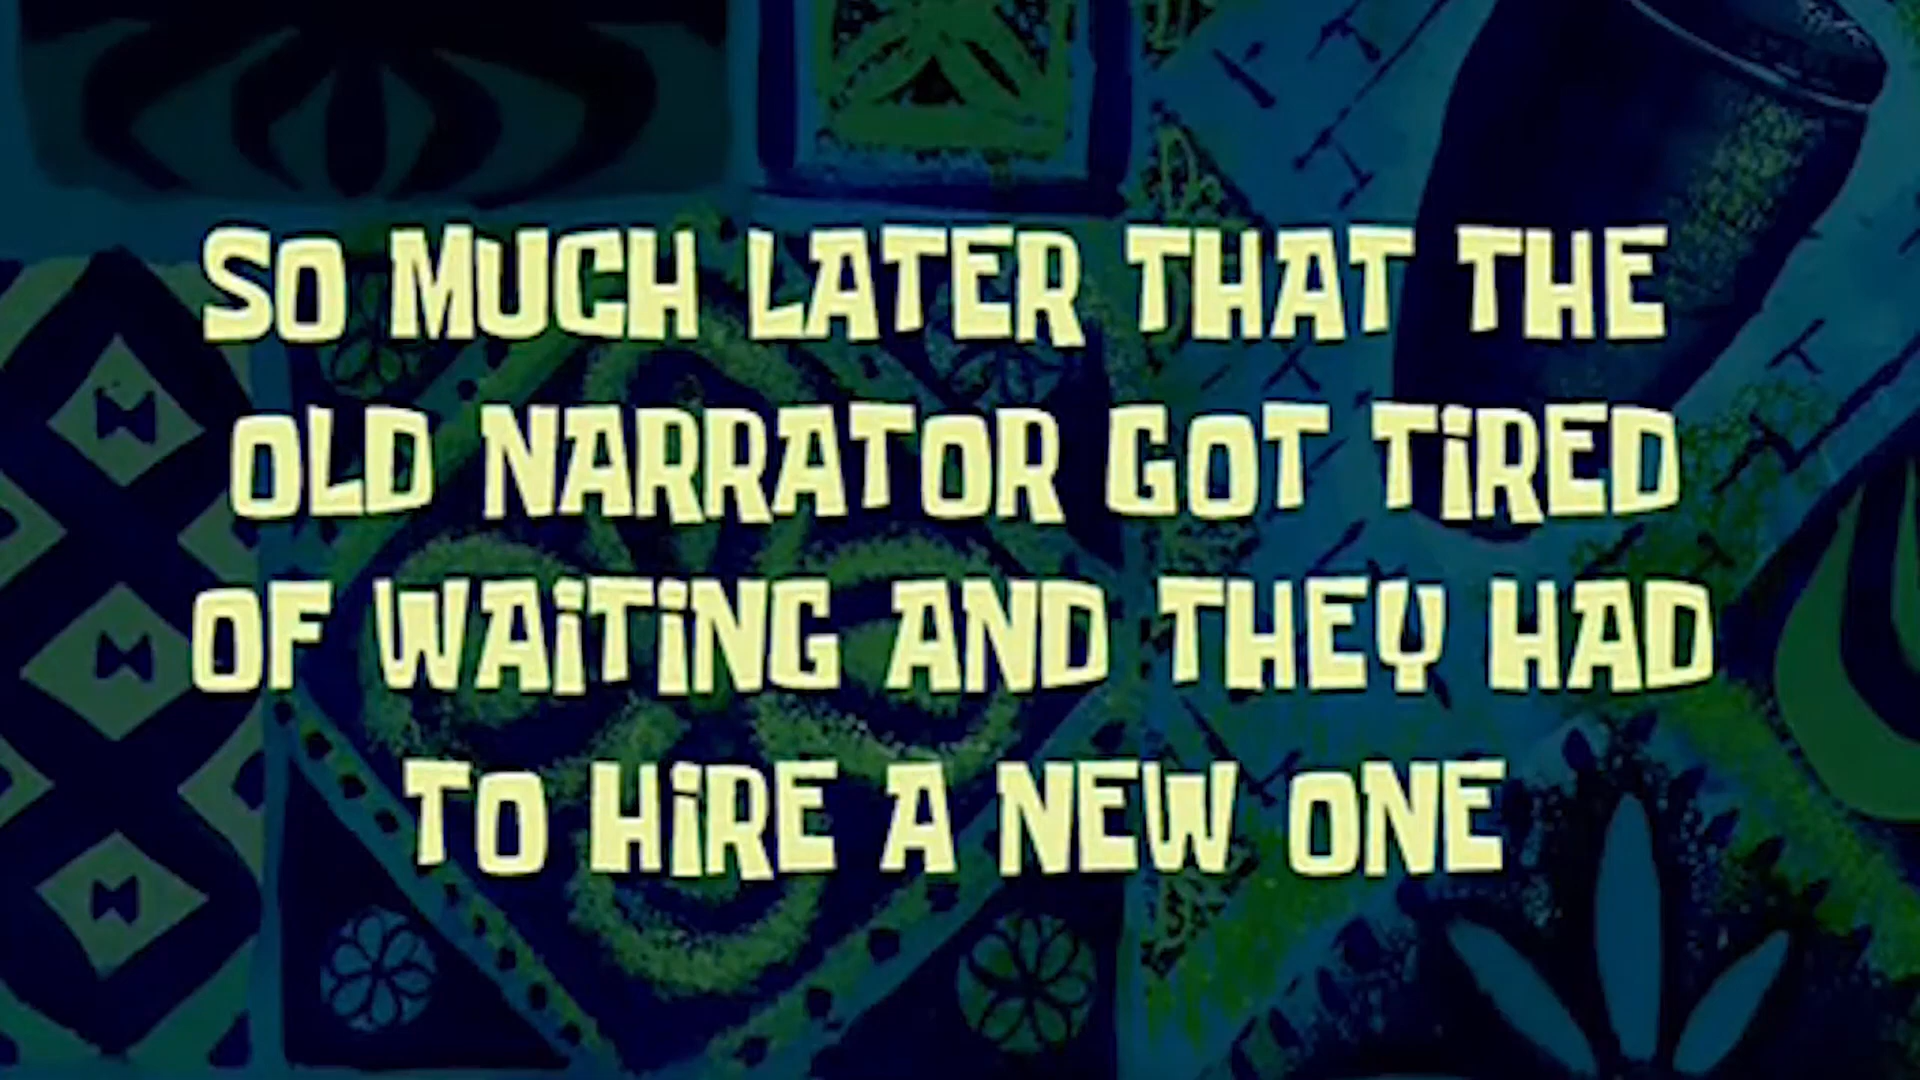 SO MUCH LATER THAT THE
OLD NARRATOR GOT TiRED
OF WAiTiNG AND THEY HAD
TO HiRE A NEW ONE